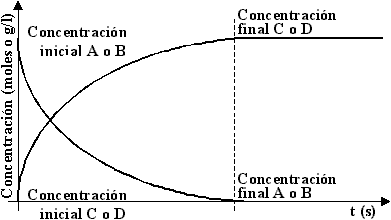 Concentración (moles o g/l)
Concentración
inicial A o B
Concentración
final C o D
Concentración
inicial C o D
Concentración
final A o B
t (s)